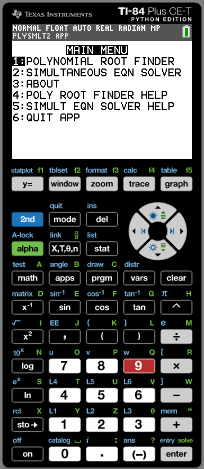 TEXAS INSTRUMENTS TI-84 Plus CE-T
PYTHON EDITION
NORMAL FLOAT AUTO REAL RADIAN MP
PLYSMLT2 APP
MAIN MENU
1:POLYNOMIAL ROOT FINDER
2:SIMULTANEOUS EQN SOLVER
3:ABOUT
4:POLY ROOT FINDER HELP
5:SIMULT EQN SOLVER HELP
6:QUIT APP
statplot f1 tblset f2 format f3 calc f4 table f5
y= window zoom trace graph
quit ins
2nd mode del
A-lock link list
alpha X,T,θ,n stat
test A angle B draw C distr
math apps prgm vars clear
matrix D sin⁻¹ E cos⁻¹ F tan⁻¹ G π H
x⁻¹ sin cos tan ^
√ I EE J { K } L e M
x² , ( ) ÷
10ˣ N u O v P w Q [ R
log 7 8 9 ×
eˣ S L4 T L5 U L6 V ] W
ln 4 5 6 −
rcl X L1 Y L2 Z L3 θ mem "
sto→ 1 2 3 +
off catalog ⎵ i : ans ? entry solve
on 0 . (−) enter